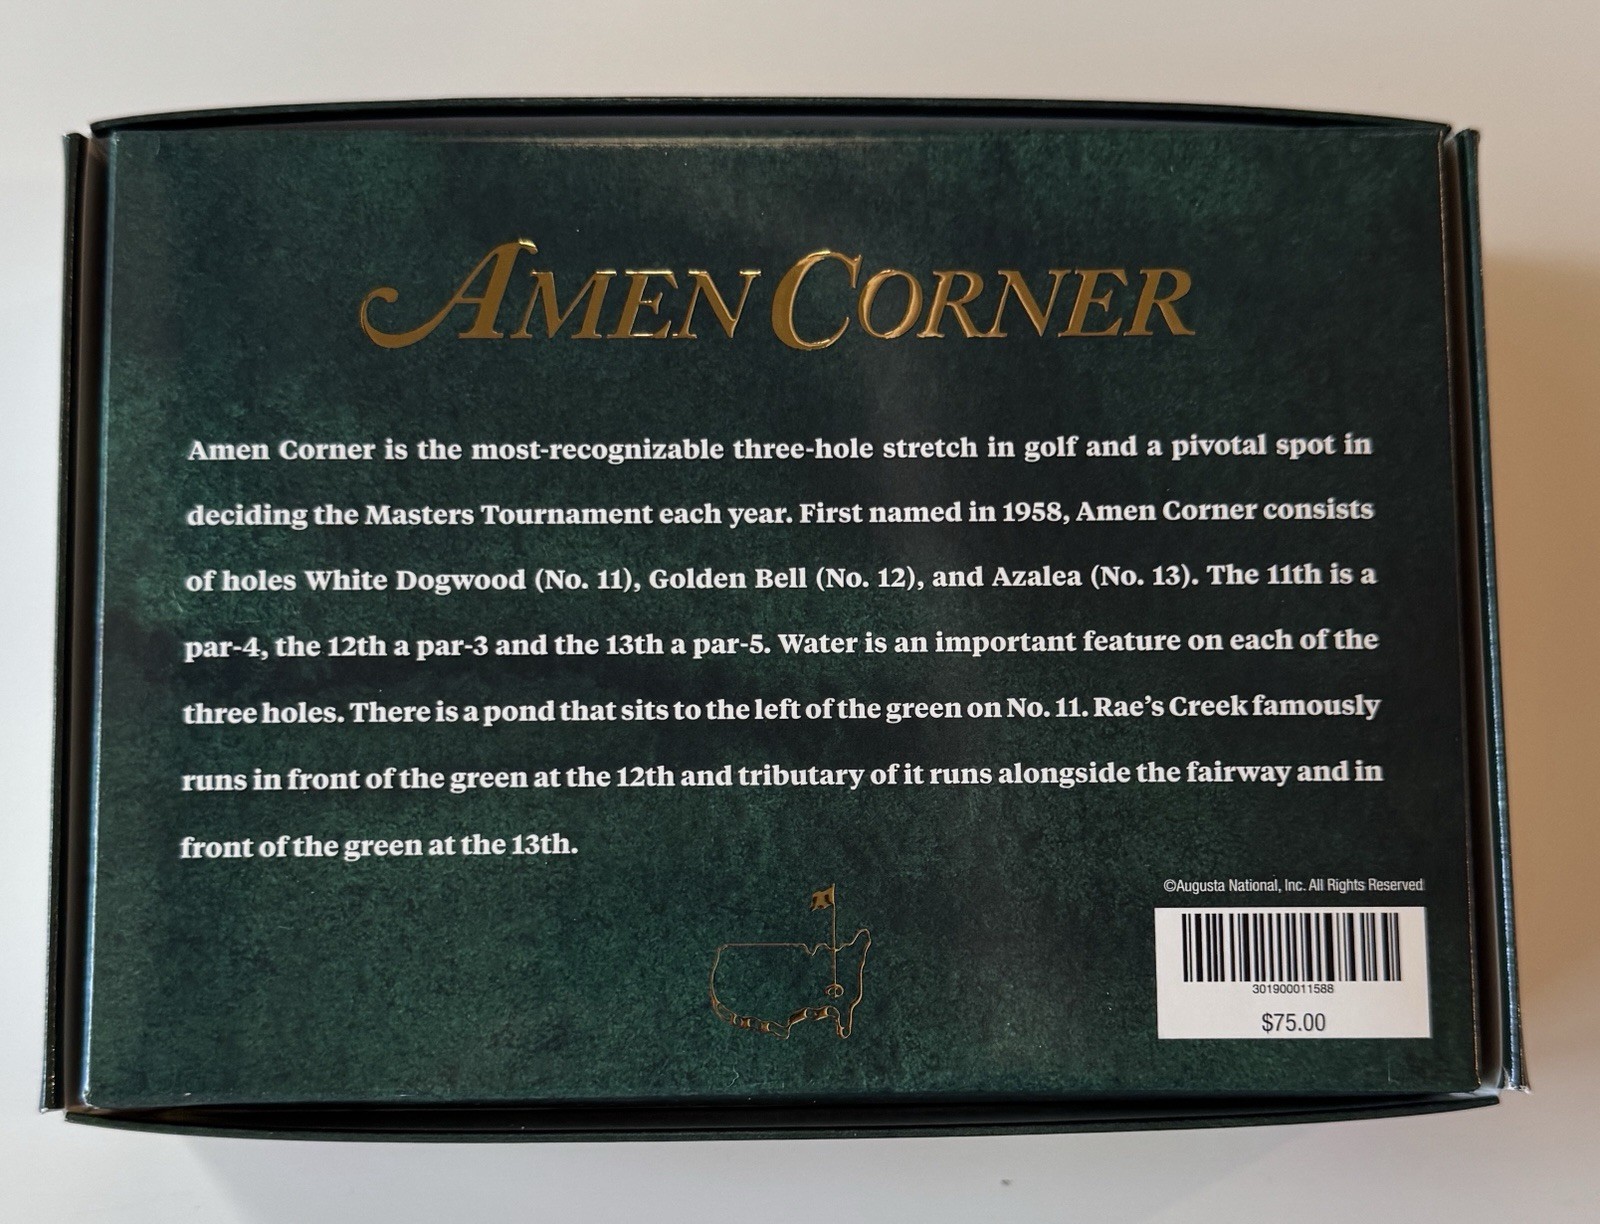 AMEN CORNER
Amen Corner is the most-recognizable three-hole stretch in golf and a pivotal spot in
deciding the Masters Tournament each year. First named in 1958, Amen Corner consists
of holes White Dogwood (No. 11), Golden Bell (No. 12), and Azalea (No. 13). The 11th is a
par-4, the 12th a par-3 and the 13th a par-5. Water is an important feature on each of the
three holes. There is a pond that sits to the left of the green on No. 11. Rae’s Creek famously
runs in front of the green at the 12th and tributary of it runs alongside the fairway and in
front of the green at the 13th.
©Augusta National, Inc. All Rights Reserved
301900011588
$75.00